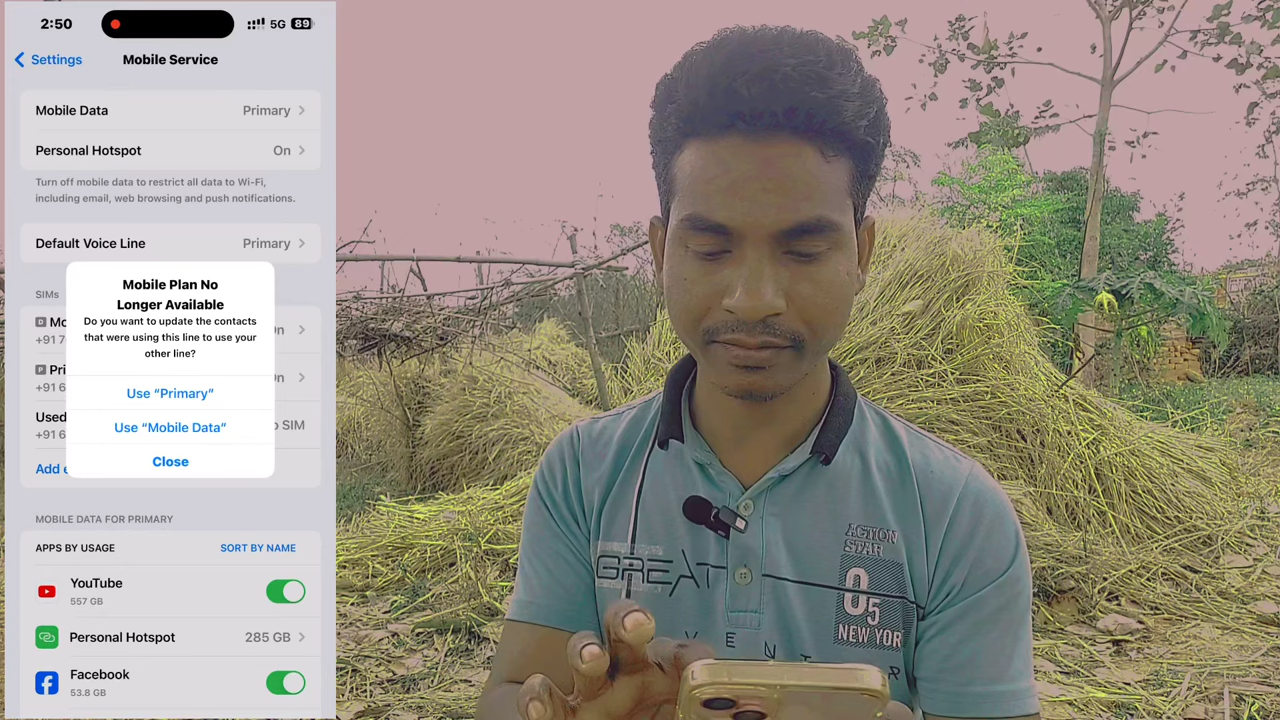 2:50
5G
89
Settings
Mobile Service
Mobile Data
Primary
Personal Hotspot
On
Turn off mobile data to restrict all data to Wi-Fi,
including email, web browsing and push notifications.
Default Voice Line
Primary
SIMs
D Mo
+91 7
P Pri
+91 6
Used
+91 6
SIM
Add e
Mobile Plan No
Longer Available
Do you want to update the contacts
that were using this line to use your
other line?
Use “Primary”
Use “Mobile Data”
Close
MOBILE DATA FOR PRIMARY
APPS BY USAGE
SORT BY NAME
YouTube
557 GB
Personal Hotspot
285 GB
Facebook
53.8 GB
GREAT
ACTION
STAR
05
NEW YOR